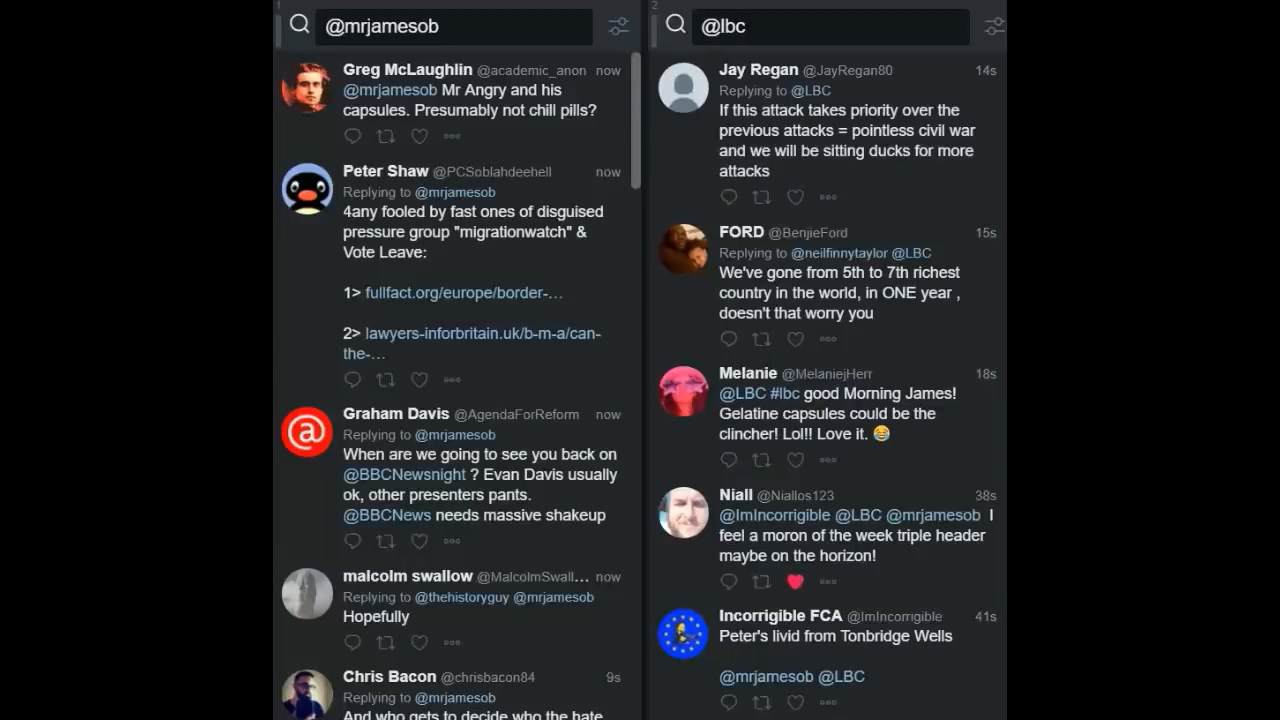 1
@mrjamesob
Greg McLaughlin @academic_anon now
@mrjamesob Mr Angry and his
capsules. Presumably not chill pills?
Peter Shaw @PCSoblahdeehell now
Replying to @mrjamesob
4any fooled by fast ones of disguised
pressure group "migrationwatch" &
Vote Leave:
1> fullfact.org/europe/border-…
2> lawyers-inforbritain.uk/b-m-a/can-
the-…
Graham Davis @AgendaForReform now
Replying to @mrjamesob
When are we going to see you back on
@BBCNewsnight ? Evan Davis usually
ok, other presenters pants.
@BBCNews needs massive shakeup
malcolm swallow @MalcolmSwall… now
Replying to @thehistoryguy @mrjamesob
Hopefully
Chris Bacon @chrisbacon84 9s
Replying to @mrjamesob
And who gets to decide who the hate
2
@lbc
Jay Regan @JayRegan80 14s
Replying to @LBC
If this attack takes priority over the
previous attacks = pointless civil war
and we will be sitting ducks for more
attacks
FORD @BenjieFord 15s
Replying to @neilfinnytaylor @LBC
We've gone from 5th to 7th richest
country in the world, in ONE year ,
doesn't that worry you
Melanie @MelaniejHerr 18s
@LBC #lbc good Morning James!
Gelatine capsules could be the
clincher! Lol!! Love it. 😂
Niall @Niallos123 38s
@ImIncorrigible @LBC @mrjamesob I
feel a moron of the week triple header
maybe on the horizon!
Incorrigible FCA @ImIncorrigible 41s
Peter's livid from Tonbridge Wells
@mrjamesob @LBC